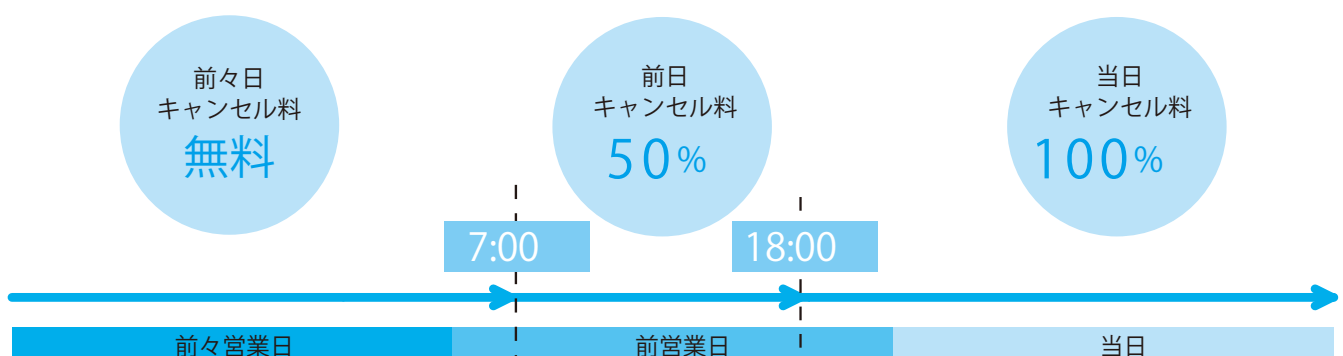 前々日
キャンセル料
無料
前日
キャンセル料
50%
当日
キャンセル料
100%
7:00
18:00
前々営業日
前営業日
当日